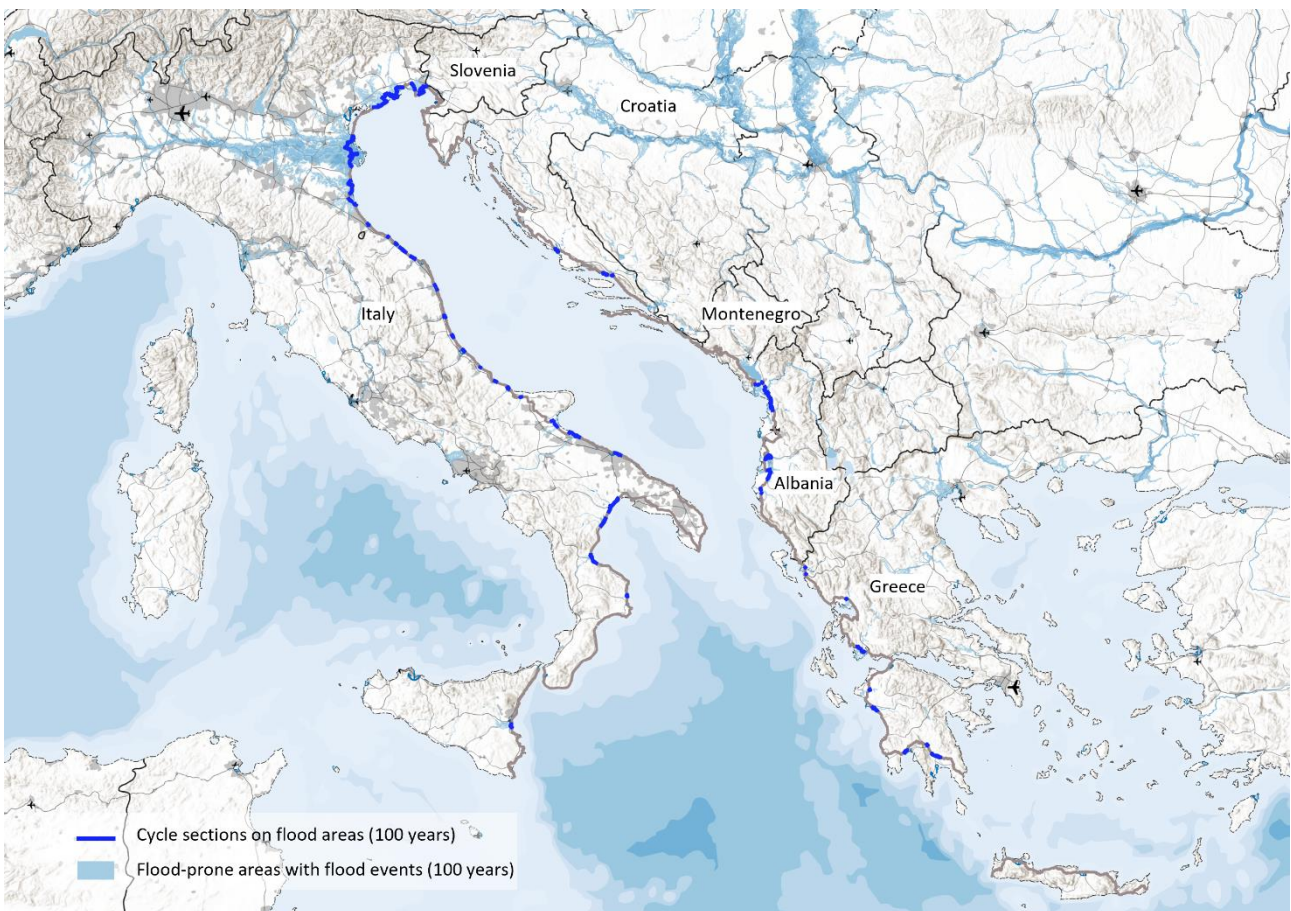 Slovenia
Croatia
Italy
Montenegro
Albania
Greece
Cycle sections on flood areas (100 years)
Flood-prone areas with flood events (100 years)